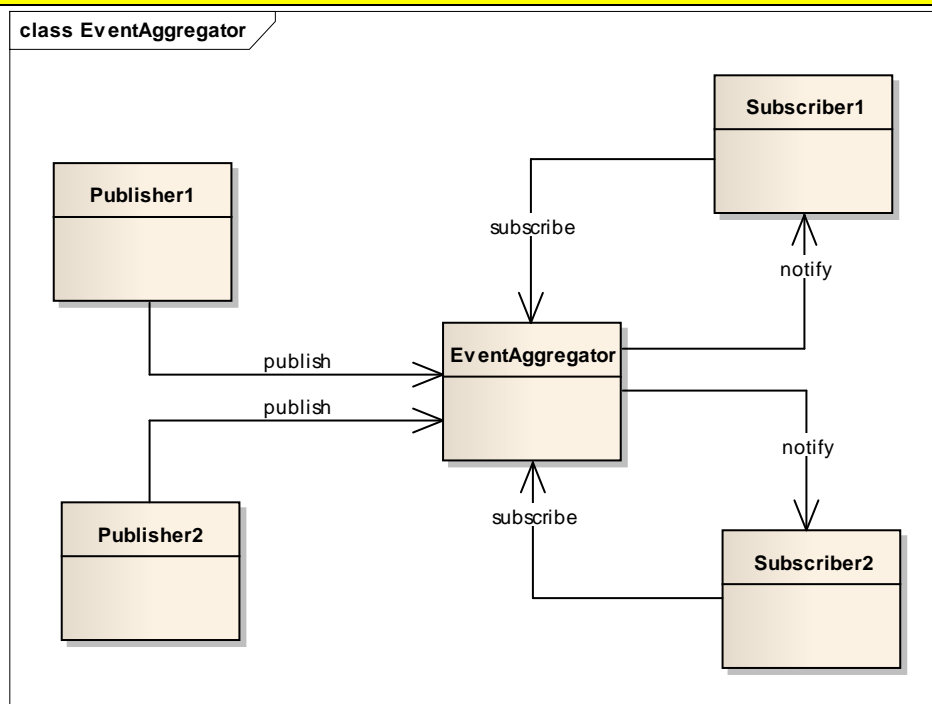 class EventAggregator
Subscriber1
Publisher1
subscribe
notify
EventAggregator
publish
publish
notify
subscribe
Publisher2
Subscriber2